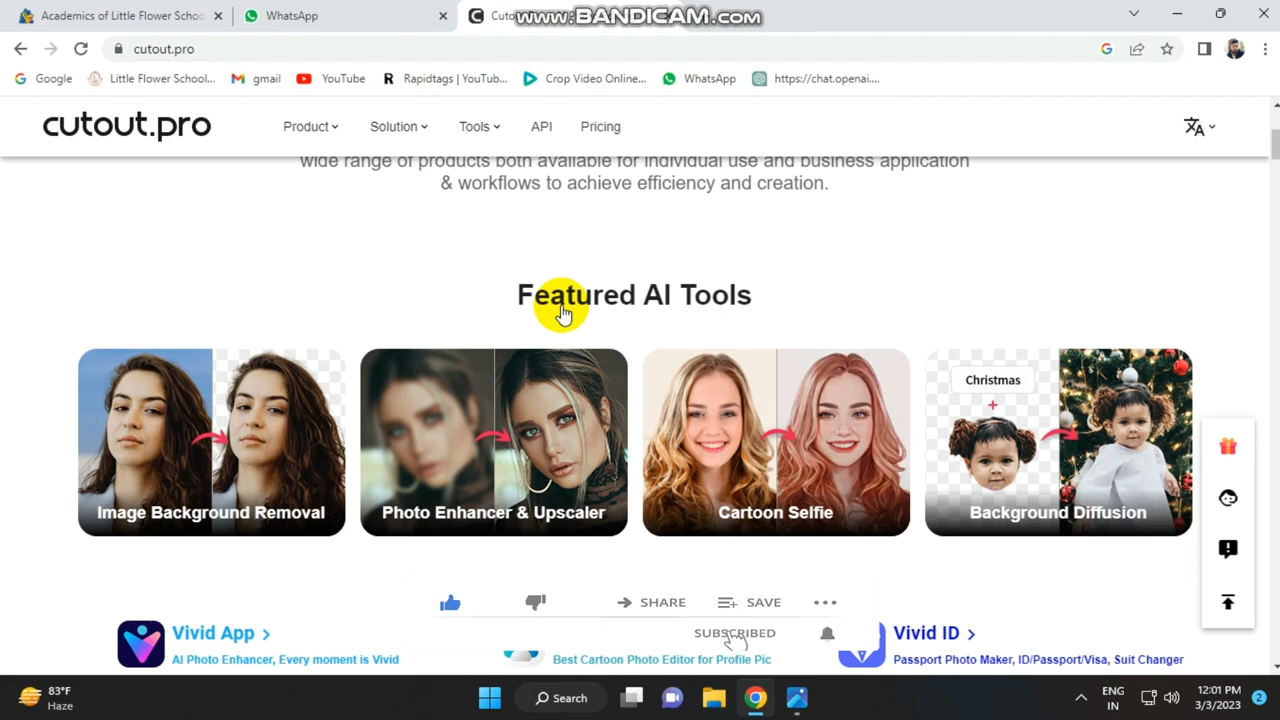 Academics of Little Flower Schoo
WhatsApp
Cuto
www.BANDICAM.com
cutout.pro
Google
Little Flower School...
gmail
YouTube
Rapidtags | YouTub...
Crop Video Online...
WhatsApp
https://chat.openai....
cutout.pro
Product
Solution
Tools
API
Pricing
wide range of products both available for individual use and business application
& workflows to achieve efficiency and creation.
Featured AI Tools
Christmas
+
Image Background Removal
Photo Enhancer & Upscaler
Cartoon Selfie
Background Diffusion
SHARE
SAVE
SUBSCRIBED
Vivid App >
AI Photo Enhancer, Every moment is Vivid
Best Cartoon Photo Editor for Profile Pic
Vivid ID >
Passport Photo Maker, ID/Passport/Visa, Suit Changer
83°F
Haze
Search
ENG
IN
12:01 PM
3/3/2023
2